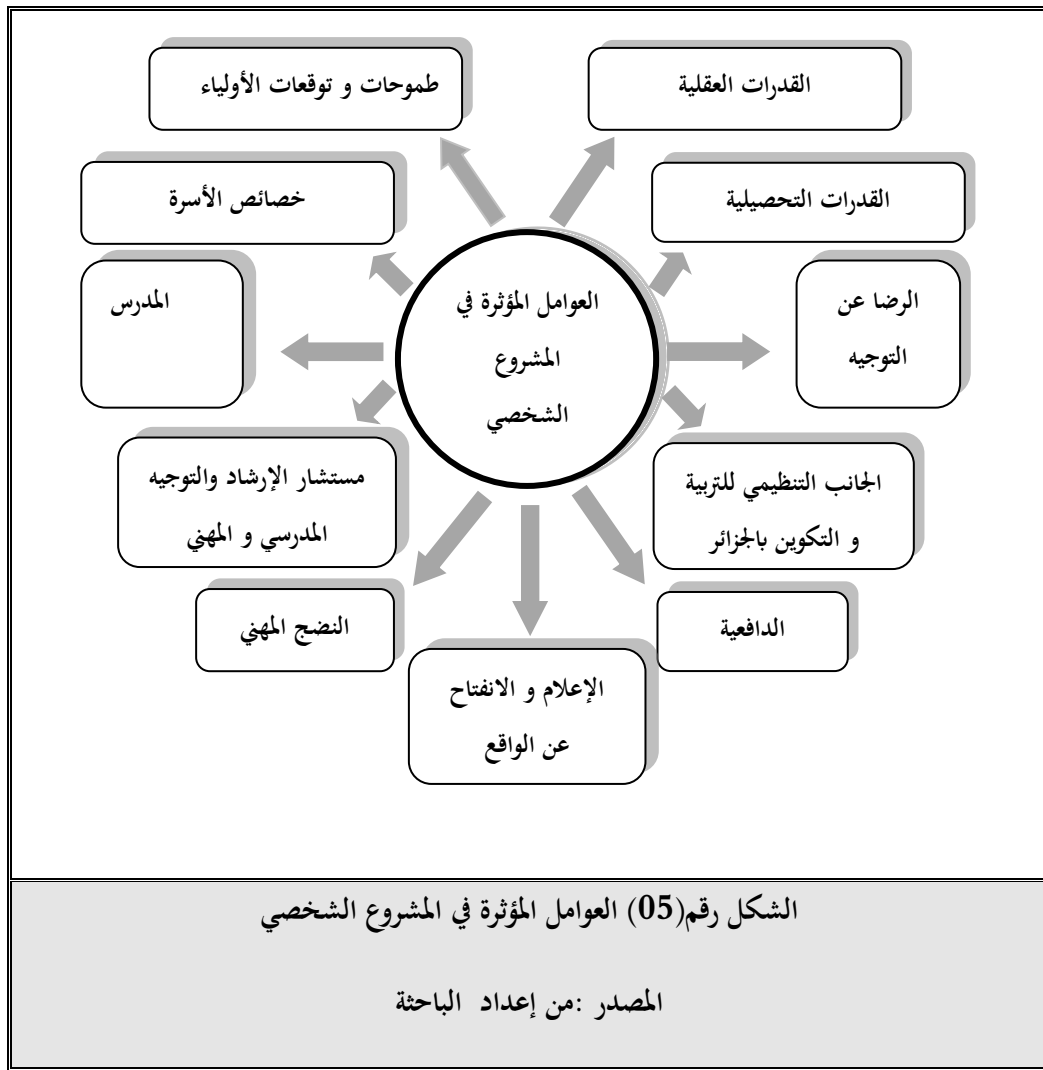 القدرات العقلية
طموحات و توقعات الأولياء
القدرات التحصيلية
خصائص الأسرة
الرضا عن
التوجيه
المدرس
العوامل المؤثرة في
المشروع
الشخصي
الجانب التنظيمي للتربية
و التكوين بالجزائر
مستشار الإرشاد والتوجيه
المدرسي و المهني
الدافعية
النضج المهني
الإعلام و الانفتاح
عن الواقع
الشكل رقم(05) العوامل المؤثرة في المشروع الشخصي
المصدر :من إعداد الباحثة